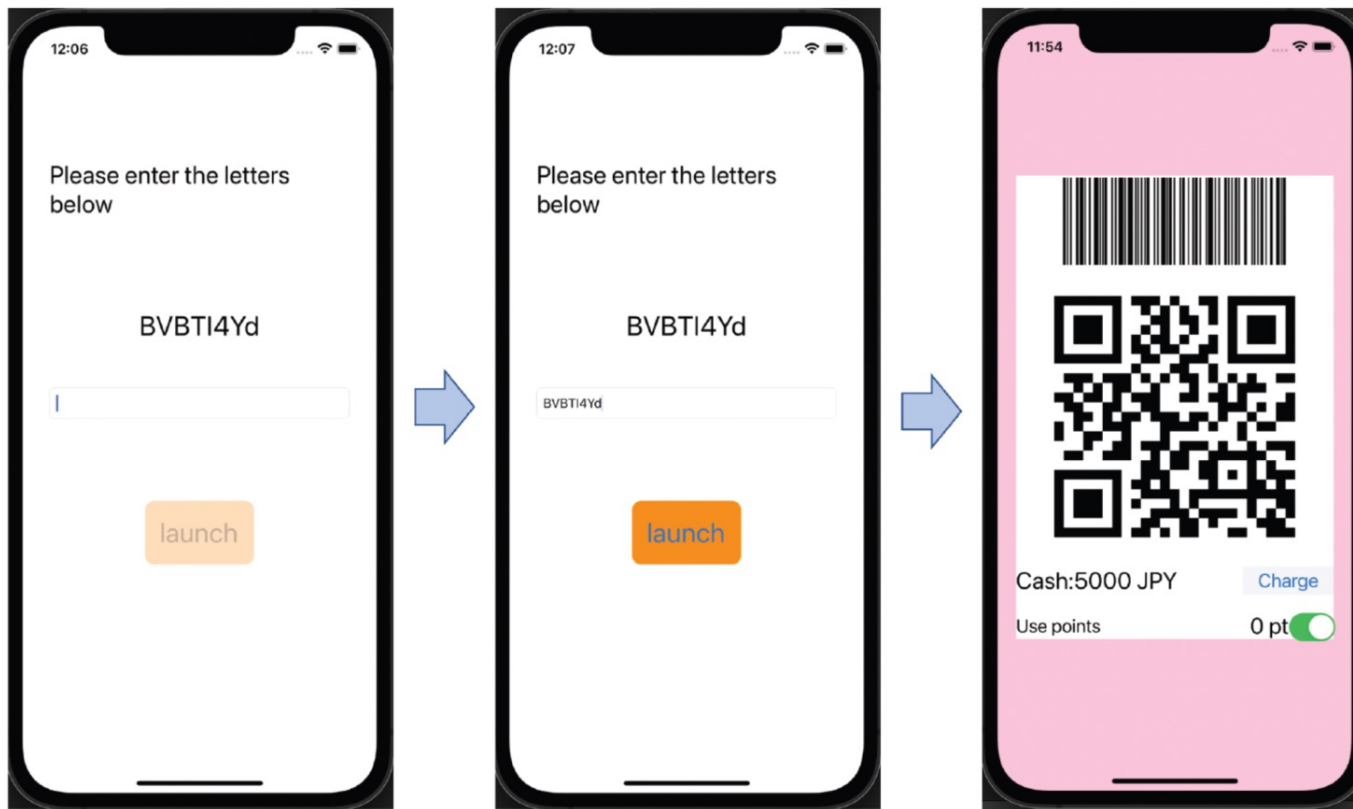 12:06
Please enter the letters
below
BVBTI4Yd
launch
12:07
Please enter the letters
below
BVBTI4Yd
BVBTI4Yd
launch
11:54
Cash:5000 JPY
Charge
Use points
0 pt